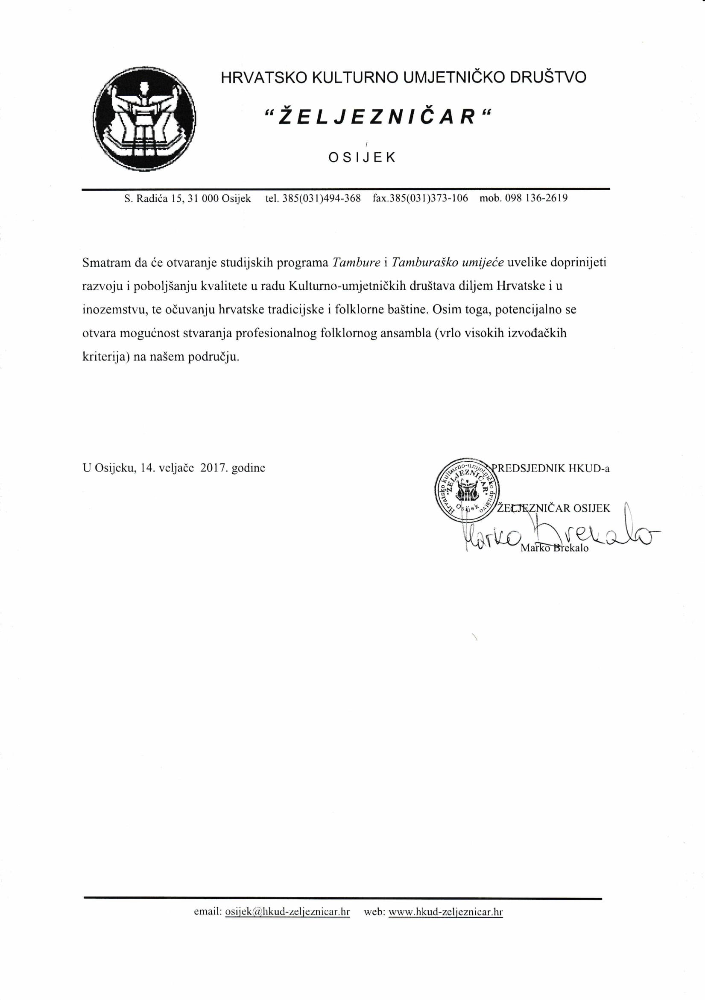 HRVATSKO KULTURNO UMJETNIČKO DRUŠTVO
“ŽELJEZNIČAR“
OSIJEK
S. Radića 15, 31 000 Osijek tel. 385(031)494-368 fax.385(031)373-106 mob. 098 136-2619
Smatram da će otvaranje studijskih programa Tambure i Tamburaško umijeće uvelike doprinijeti
razvoju i poboljšanju kvalitete u radu Kulturno-umjetničkih društava diljem Hrvatske i u
inozemstvu, te očuvanju hrvatske tradicijske i folklorne baštine. Osim toga, potencijalno se
otvara mogućnost stvaranja profesionalnog folklornog ansambla (vrlo visokih izvođačkih
kriterija) na našem području.
U Osijeku, 14. veljače 2017. godine
PREDSJEDNIK HKUD-a
Hrvatsko kulturno-umjetničko društvo
"ŽELJEZNIČAR"
Osijek
ŽELJEZNIČAR OSIJEK
Marko Brekalo
Marko Brekalo
email: osijek@hkud-zeljeznicar.hr web: www.hkud-zeljeznicar.hr